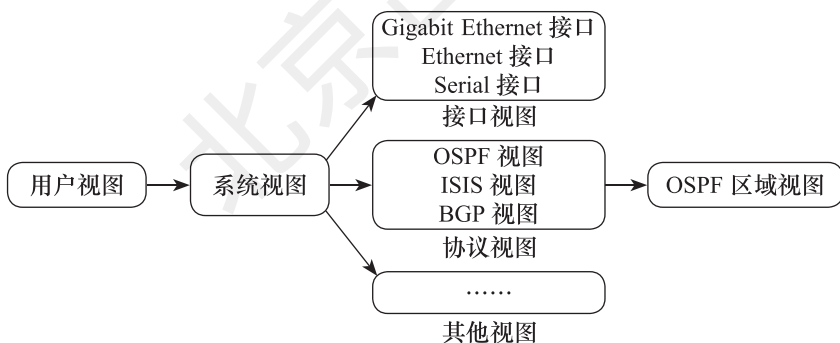 Gigabit Ethernet 接口
Ethernet 接口
Serial 接口
接口视图
用户视图
系统视图
OSPF 视图
ISIS 视图
BGP 视图
协议视图
OSPF 区域视图
……
其他视图
北京